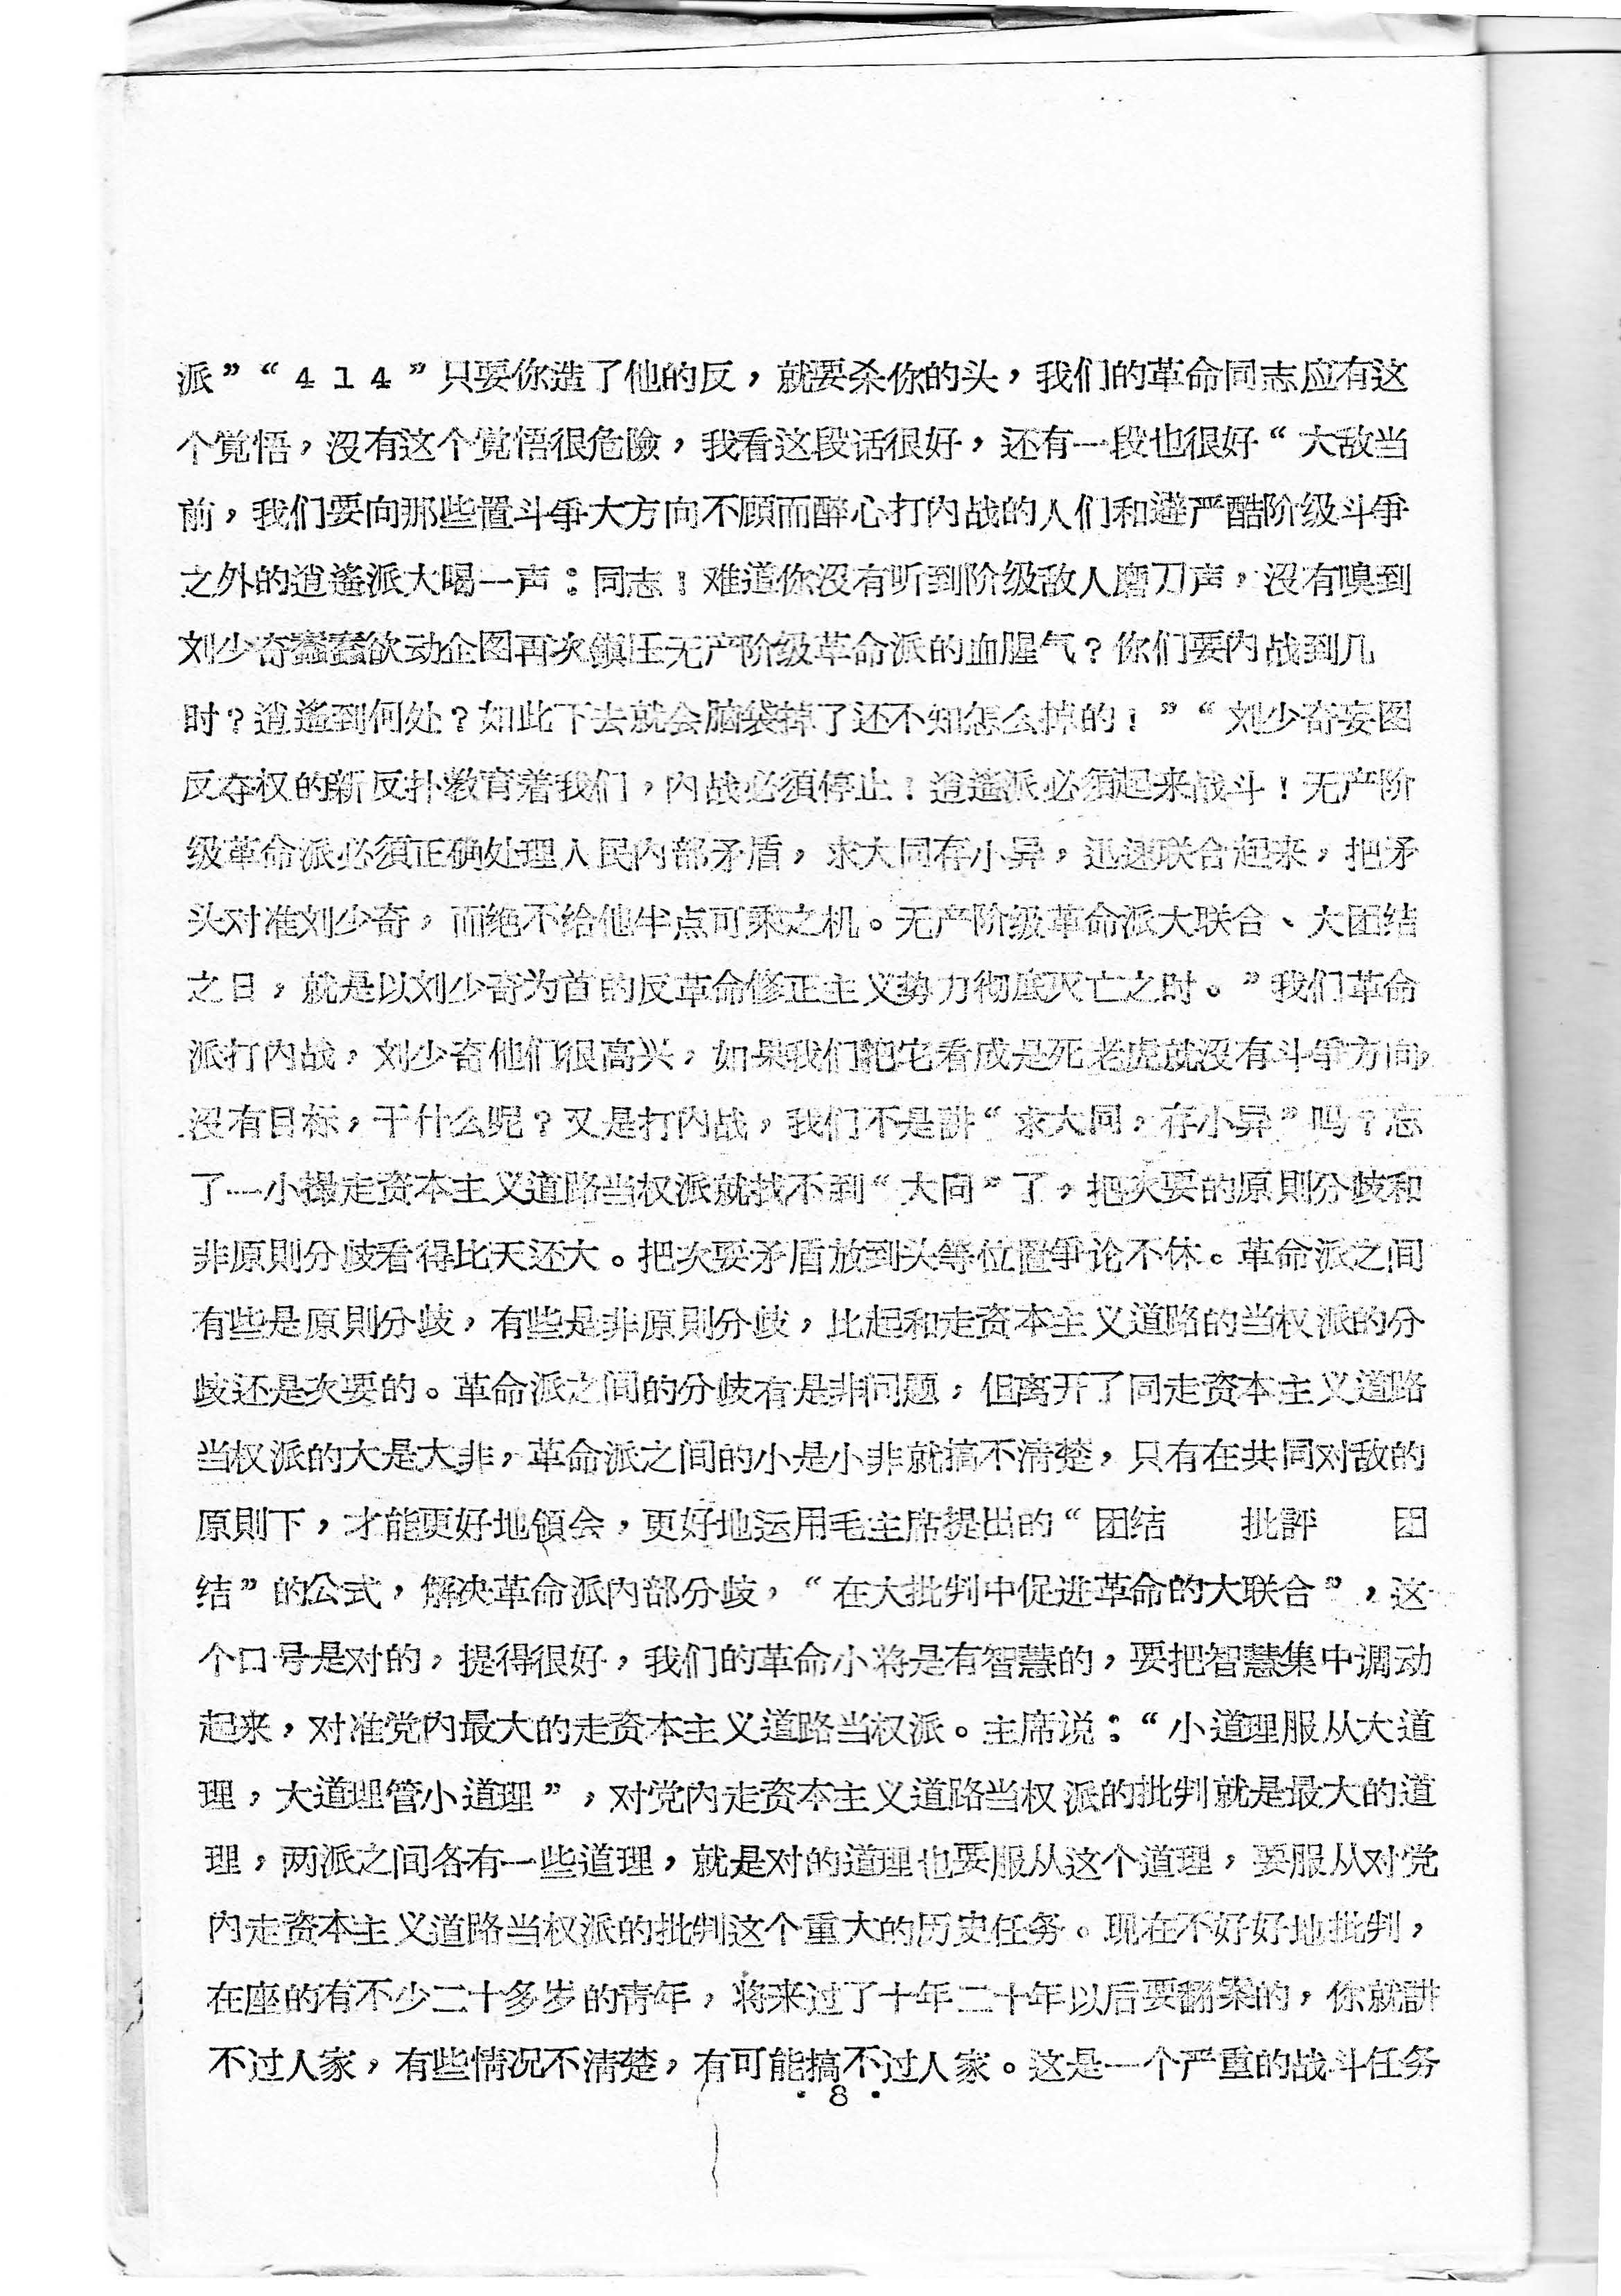 派”“414”只要你造了他的反，就要杀你的头，我们的革命同志应有这
个觉悟，沒有这个觉悟很危險，我看这段话很好，还有一段也很好“大敌当
前，我们要向那些置斗爭大方向不顾而醉心打内战的人们和避严酷阶级斗爭
之外的逍遙派大喝一声：同志！难道你沒有听到阶级敌人磨刀声，沒有嗅到
刘少奇蠢蠢欲动企图再次鎮压无产阶级革命派的血腥气？你们要内战到几
时？逍遙到何处？如此下去就会脑袋掉了还不知怎么掉的！”“刘少奇妄图
反夺权的新反扑教育着我们，内战必須停止！逍遙派必須起来战斗！无产阶
级革命派必須正确处理人民内部矛盾，求大同存小异，迅速联合起来，把矛
头对准刘少奇，而绝不给他半点可乘之机。无产阶级革命派大联合、大团结
之日，就是以刘少奇为首的反革命修正主义势力彻底灭亡之时。”我们革命
派打内战，刘少奇他们很高兴，如果我们把它看成是死老虎就沒有斗爭方向，
沒有目标，干什么呢？又是打内战，我们不是講“求大同，存小异”吗？忘
了一小撮走资本主义道路当权派就找不到“大同”了，把次要的原則分歧和
非原則分歧看得比天还大。把次要矛盾放到头等位置爭论不休。革命派之间
有些是原則分歧，有些是非原則分歧，比起和走资本主义道路的当权派的分
歧还是次要的。革命派之间的分歧有是非问题，但离开了同走资本主义道路
当权派的大是大非，革命派之间的小是小非就搞不清楚，只有在共同对敌的
原則下，才能更好地領会，更好地运用毛主席提出的“团结　　批評　　团
结”的公式，解决革命派内部分歧，“在大批判中促进革命的大联合”，这
个口号是对的，提得很好，我们的革命小将是有智慧的，要把智慧集中调动
起来，对准党内最大的走资本主义道路当权派。主席说：“小道理服从大道
理，大道理管小道理”，对党内走资本主义道路当权派的批判就是最大的道
理，两派之间各有一些道理，就是对的道理也要服从这个道理，要服从对党
内走资本主义道路当权派的批判这个重大的历史任务。现在不好好地批判，
在座的有不少二十多岁的青年，将来过了十年二十年以后要翻案的，你就講
不过人家，有些情况不清楚，有可能搞不过人家。这是一个严重的战斗任务
·8·